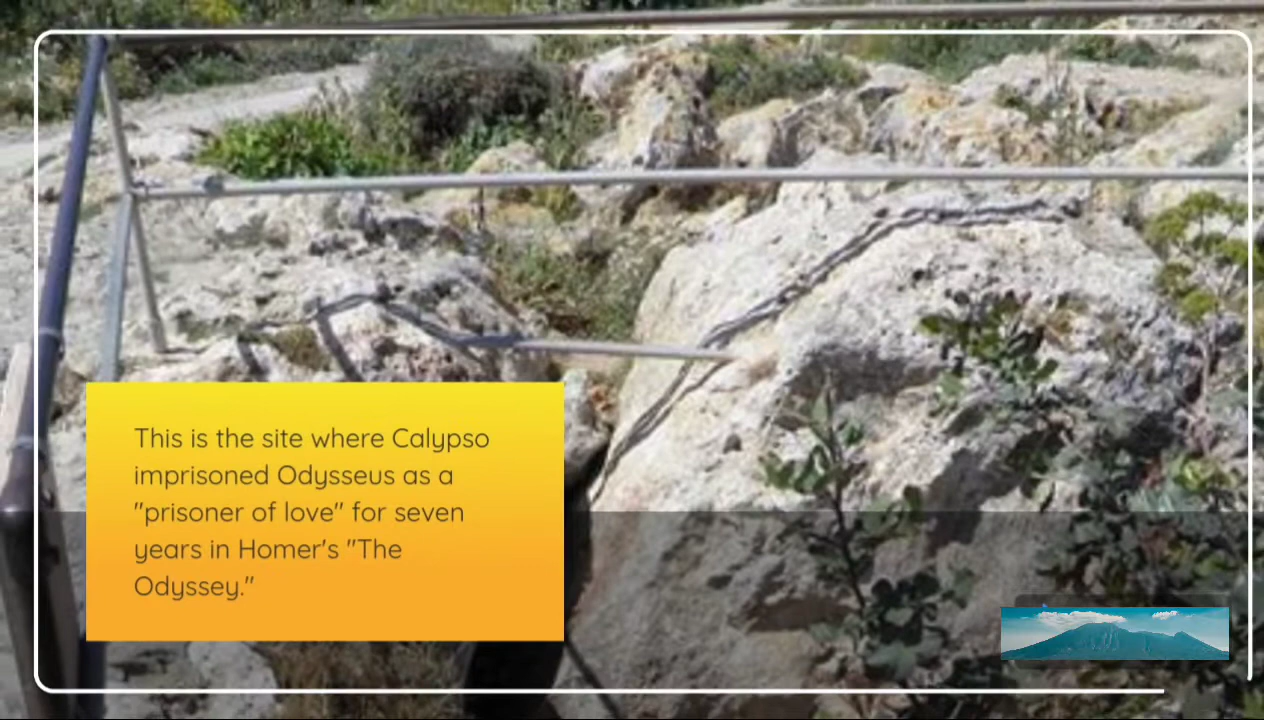 This is the site where Calypso
imprisoned Odysseus as a
"prisoner of love" for seven
years in Homer's "The
Odyssey."